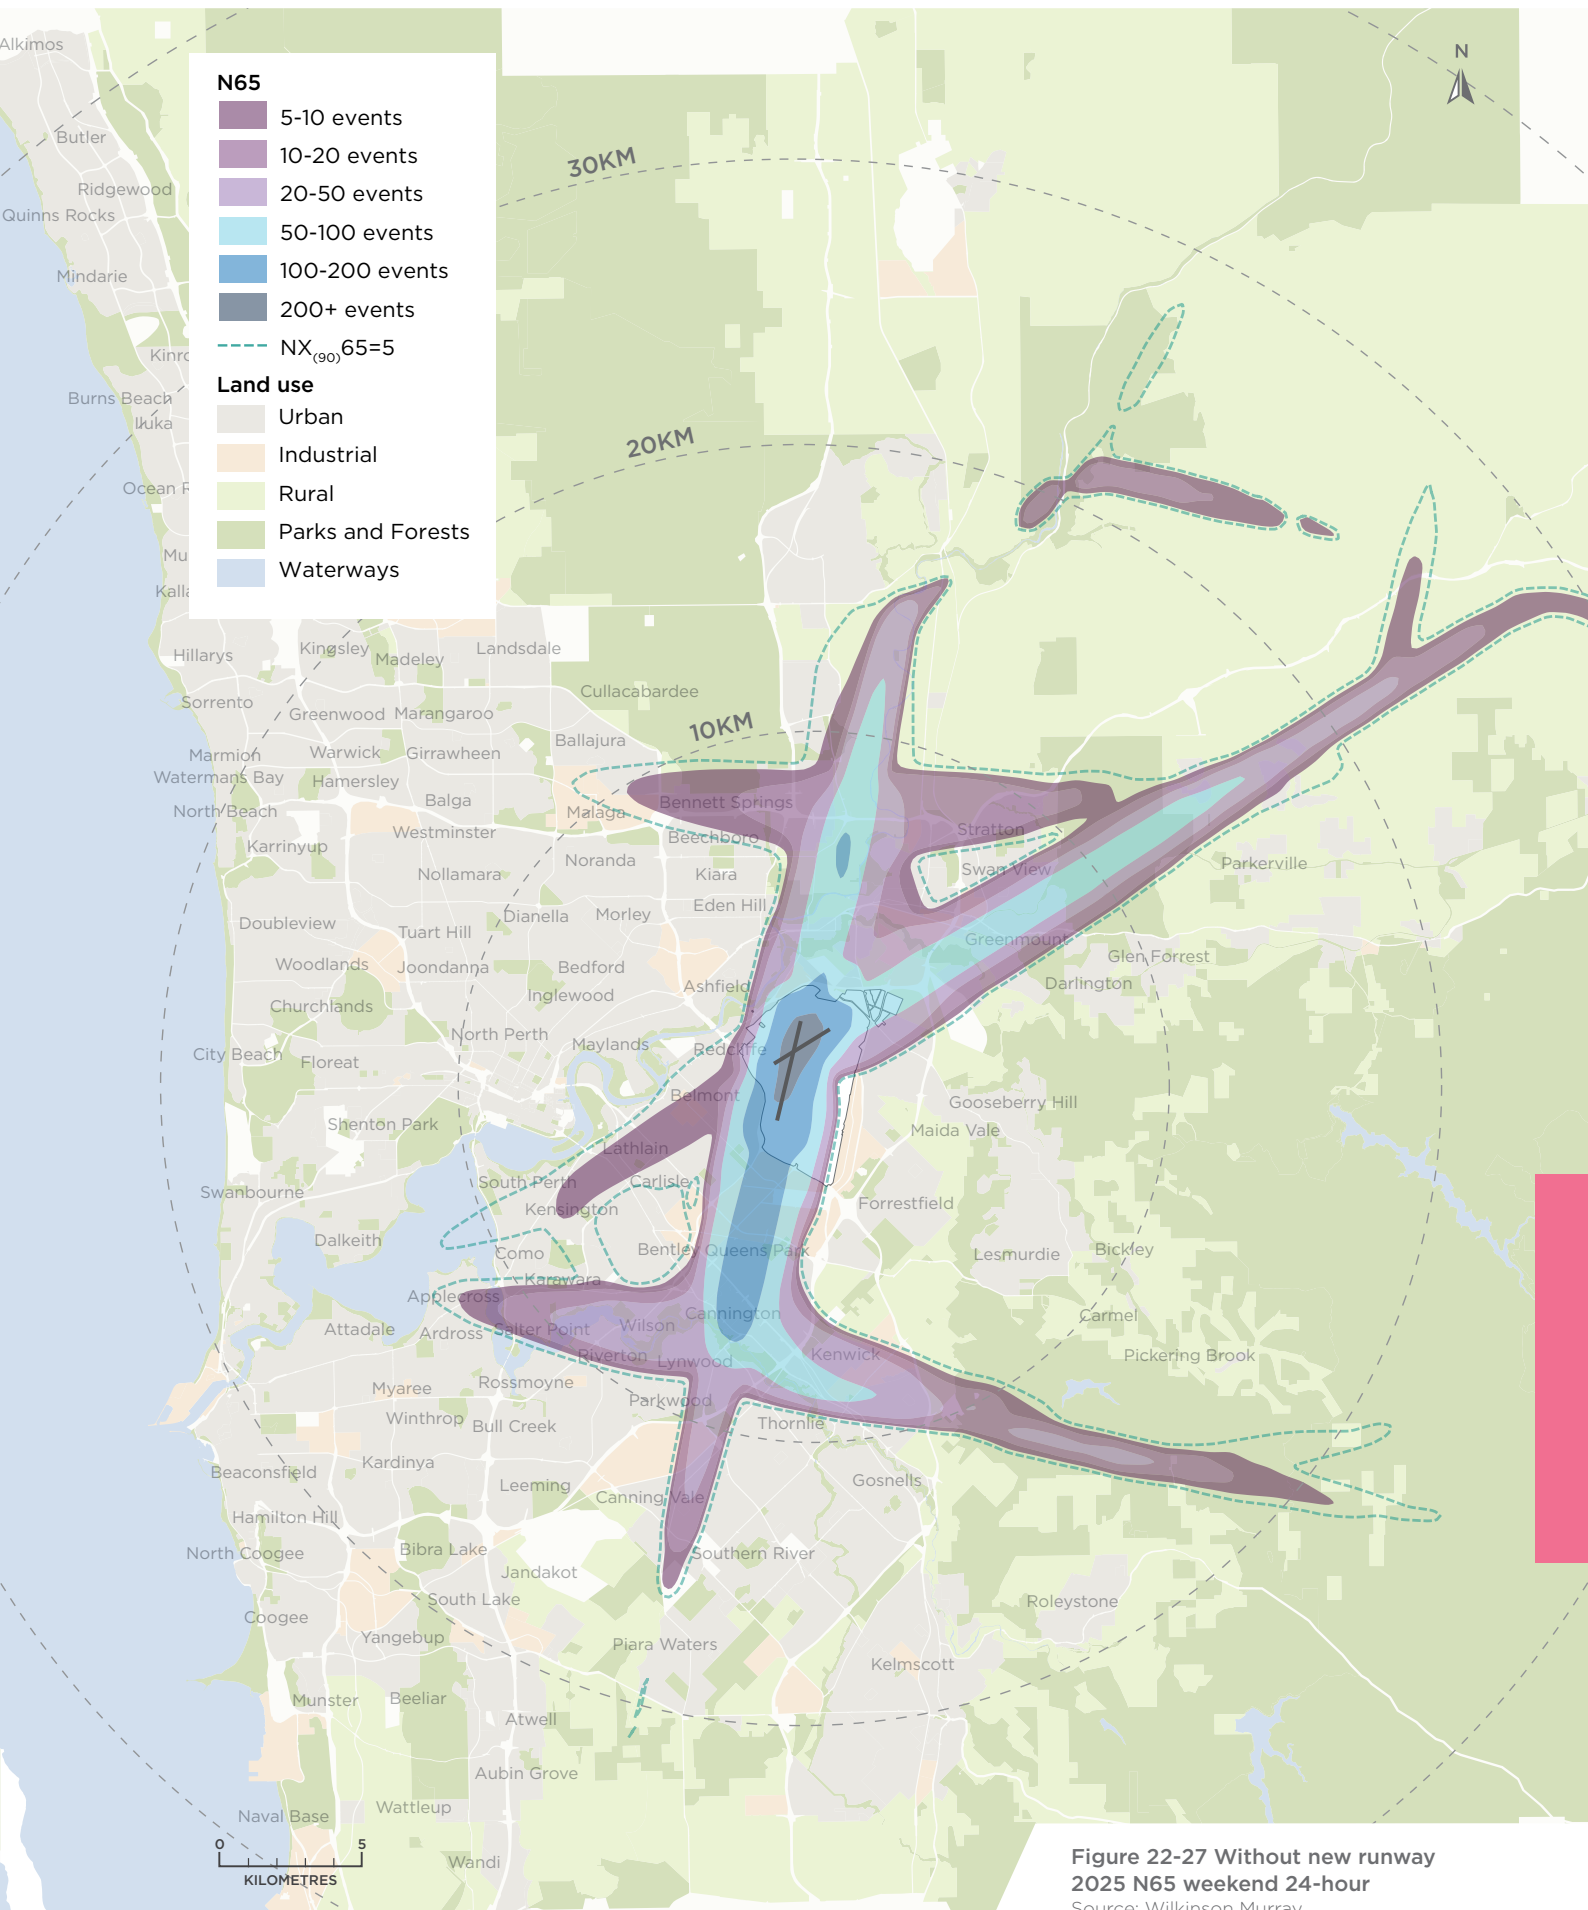 N65
5-10 events
10-20 events
20-50 events
50-100 events
100-200 events
200+ events
NX(90)65=5
Land use
Urban
Industrial
Rural
Parks and Forests
Waterways
N
30KM
20KM
10KM
Alkimos
Butler
Ridgewood
Quinns Rocks
Mindarie
Kinro
Burns Beach
Iluka
Ocean R
Mu
Kalla
Hillarys
Kingsley
Madeley
Landsdale
Sorrento
Cullacabardee
Greenwood
Marangaroo
Marmion
Warwick
Girrawheen
Ballajura
Watermans Bay
Hamersley
North Beach
Balga
Malaga
Bennett Springs
Karrinyup
Westminster
Beechboro
Stratton
Nollamara
Noranda
Kiara
Swan View
Parkerville
Doubleview
Tuart Hill
Dianella
Morley
Eden Hill
Woodlands
Joondanna
Bedford
Greenmount
Glen Forrest
Churchlands
Inglewood
Ashfield
Darlington
City Beach
Floreat
North Perth
Maylands
Redcliffe
Shenton Park
Belmont
Gooseberry Hill
Maida Vale
Lathlain
Swanbourne
South Perth
Carlisle
Kensington
Forrestfield
Dalkeith
Como
Bentley
Queens Park
Lesmurdie
Bickley
Karawara
Applecross
Cannington
Carmel
Attadale
Ardross
Salter Point
Wilson
Riverton
Lynwood
Kenwick
Pickering Brook
Myaree
Rossmoyne
Parkwood
Winthrop
Bull Creek
Thornlie
Beaconsfield
Kardinya
Leeming
Canning Vale
Gosnells
Hamilton Hill
North Coogee
Bibra Lake
Jandakot
Southern River
Coogee
South Lake
Roleystone
Yangebup
Piara Waters
Kelmscott
Munster
Beeliar
Atwell
Aubin Grove
Naval Base
Wattleup
Wandi
0 5
KILOMETRES
Figure 22-27 Without new runway
2025 N65 weekend 24-hour
Source: Wilkinson Murray